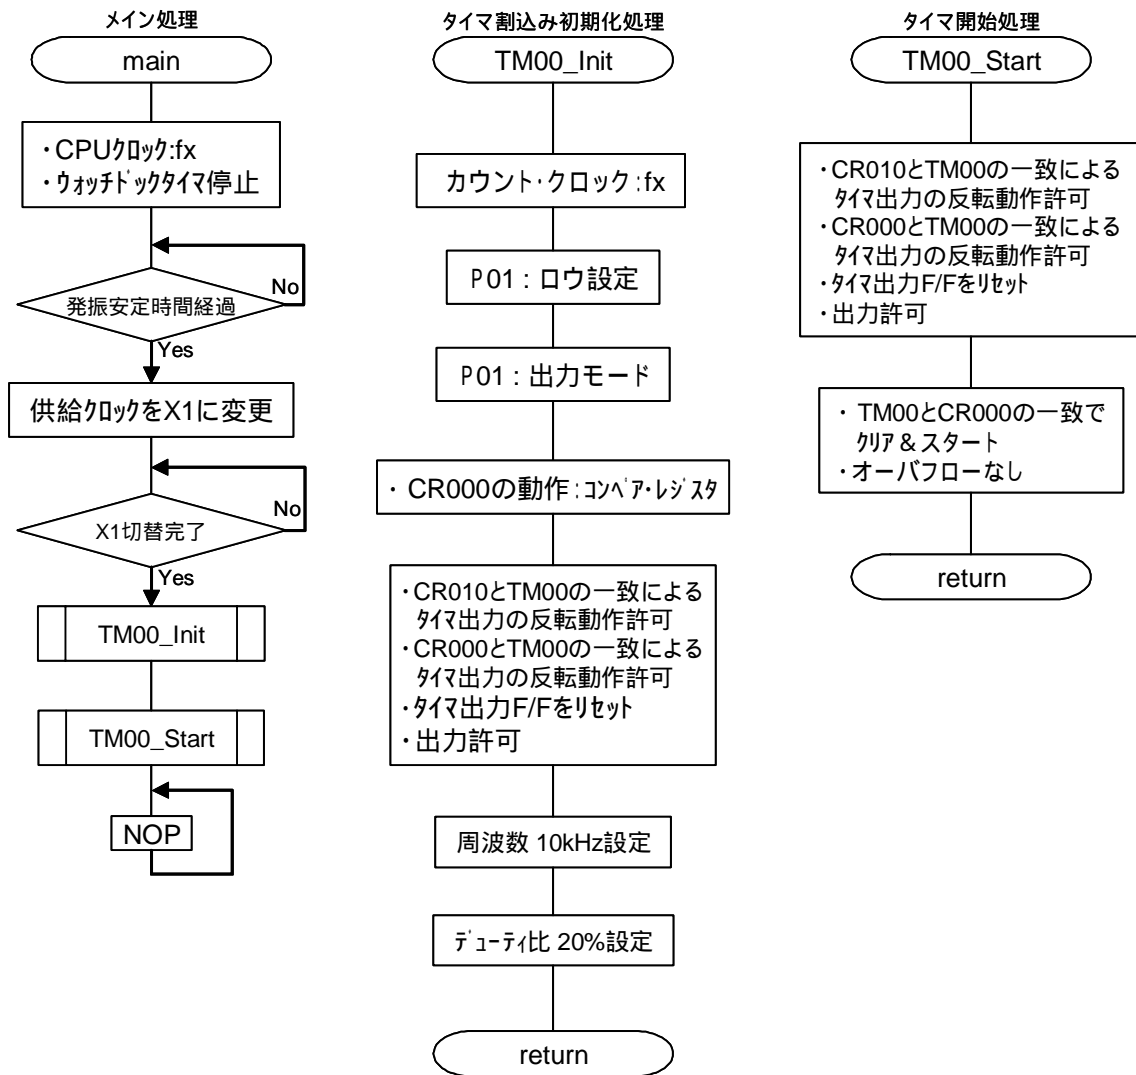 メイン処理
main
・CPUｸﾛｯｸ:fx
・ｳｫｯﾁﾄﾞｯｸﾀｲﾏ停止
発振安定時間経過
No
Yes
供給ｸﾛｯｸをX1に変更
X1切替完了
No
Yes
TM00_Init
TM00_Start
NOP
タイマ割込み初期化処理
TM00_Init
カウント・クロック：fx
P01：ロウ設定
P01：出力モード
・ CR000の動作：ｺﾝﾍﾟｱ・ﾚｼﾞｽﾀ
・CR010とTM00の一致による
ﾀｲﾏ出力の反転動作許可
・CR000とTM00の一致による
ﾀｲﾏ出力の反転動作許可
・ﾀｲﾏ出力F/Fをﾘｾｯﾄ
・出力許可
周波数 10kHz設定
ﾃﾞｭｰﾃｨ比 20%設定
return
タイマ開始処理
TM00_Start
・CR010とTM00の一致による
ﾀｲﾏ出力の反転動作許可
・CR000とTM00の一致による
ﾀｲﾏ出力の反転動作許可
・ﾀｲﾏ出力F/Fをﾘｾｯﾄ
・出力許可
・ TM00とCR000の一致で
ｸﾘｱ＆スタート
・オーバフローなし
return